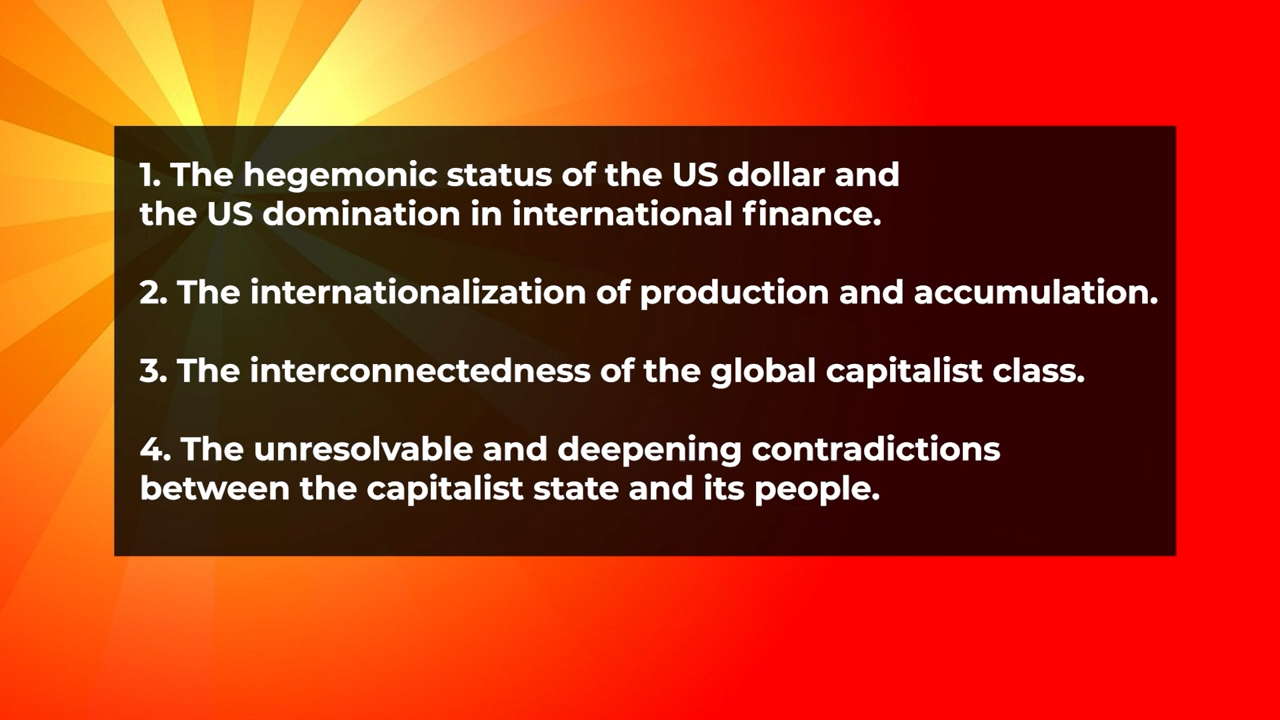 1. The hegemonic status of the US dollar and
the US domination in international finance.
2. The internationalization of production and accumulation.
3. The interconnectedness of the global capitalist class.
4. The unresolvable and deepening contradictions
between the capitalist state and its people.